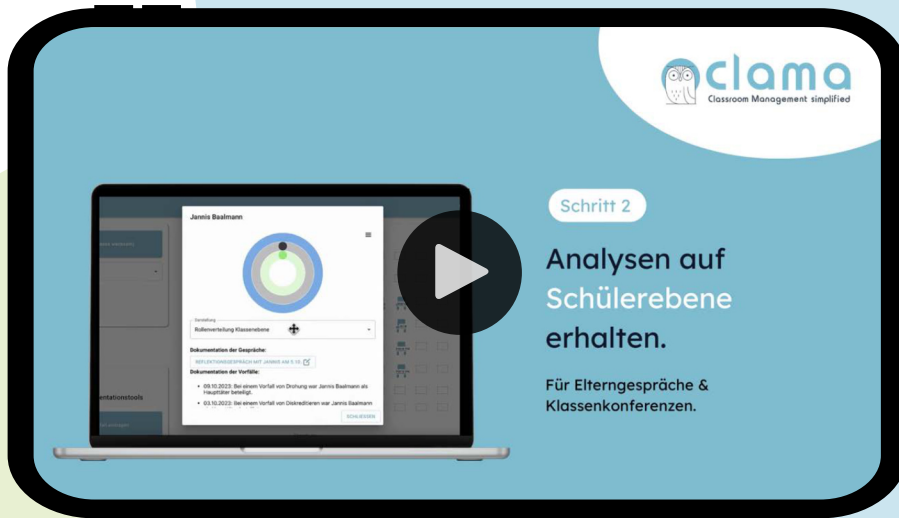 clama
Classroom Management simplified
Schritt 2
Analysen auf
Schülerebene
erhalten.
Für Elterngespräche &
Klassenkonferenzen.
Jannis Baalmann
Darstellung
Rollenverteilung Klassenebene
Dokumentation der Gespräche:
REFLEKTIONSGESPRÄCH MIT JANNIS AM 5.10.
Dokumentation der Vorfälle:
• 09.10.2023: Bei einem Vorfall von Drohung war Jannis Baalmann als
Haupttäter beteiligt.
• 03.10.2023: Bei einem Vorfall von Diskreditieren war Jannis Baalmann
SCHLIESSEN
entationstools